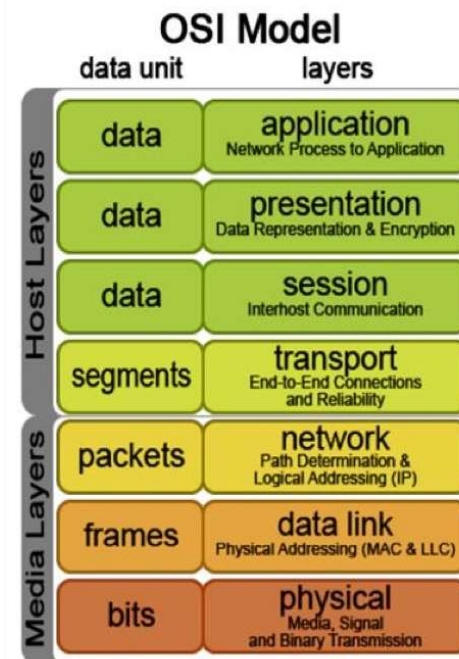 OSI Model
data unit layers
Host Layers
data application
Network Process to Application
data presentation
Data Representation & Encryption
data session
Interhost Communication
segments transport
End-to-End Connections
and Reliability
Media Layers
packets network
Path Determination &
Logical Addressing (IP)
frames data link
Physical Addressing (MAC & LLC)
bits physical
Media, Signal
and Binary Transmission